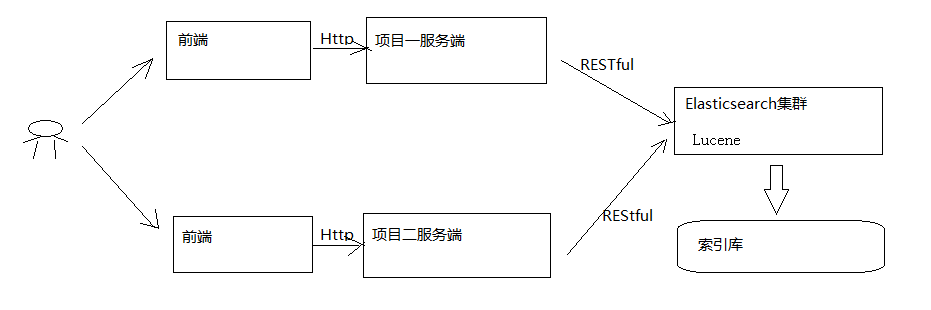 前端
Http
项目一服务端
RESTful
Elasticsearch集群
Lucene
前端
Http
项目二服务端
REStful
索引库